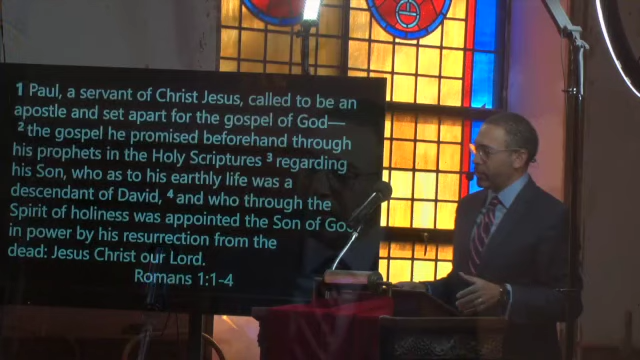 1 Paul, a servant of Christ Jesus, called to be an
apostle and set apart for the gospel of God—
2 the gospel he promised beforehand through
his prophets in the Holy Scriptures 3 regarding
his Son, who as to his earthly life was a
descendant of David, 4 and who through the
Spirit of holiness was appointed the Son of God
in power by his resurrection from the
dead: Jesus Christ our Lord.
Romans 1:1-4